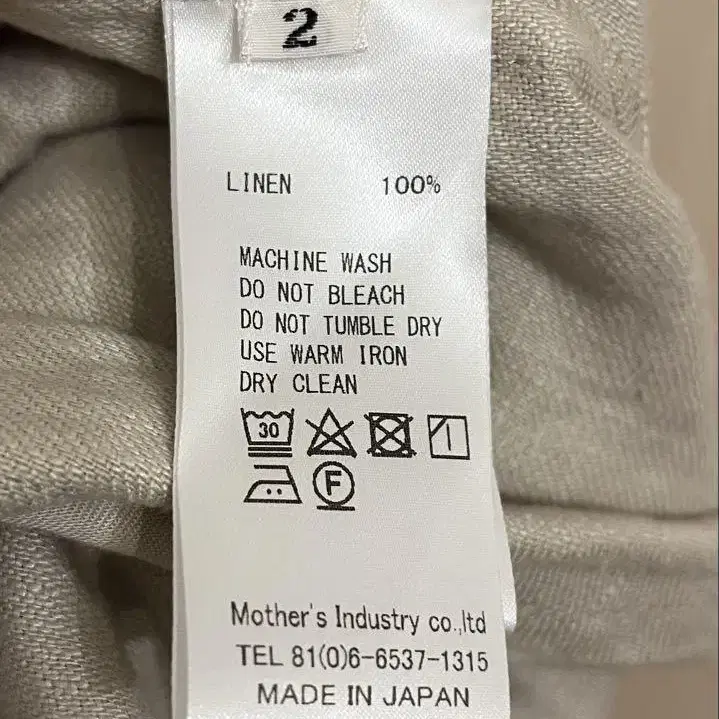 2
LINEN 100%
MACHINE WASH
DO NOT BLEACH
DO NOT TUMBLE DRY
USE WARM IRON
DRY CLEAN
30
F
Mother's Industry co.,ltd
TEL 81(0)6-6537-1315
MADE IN JAPAN